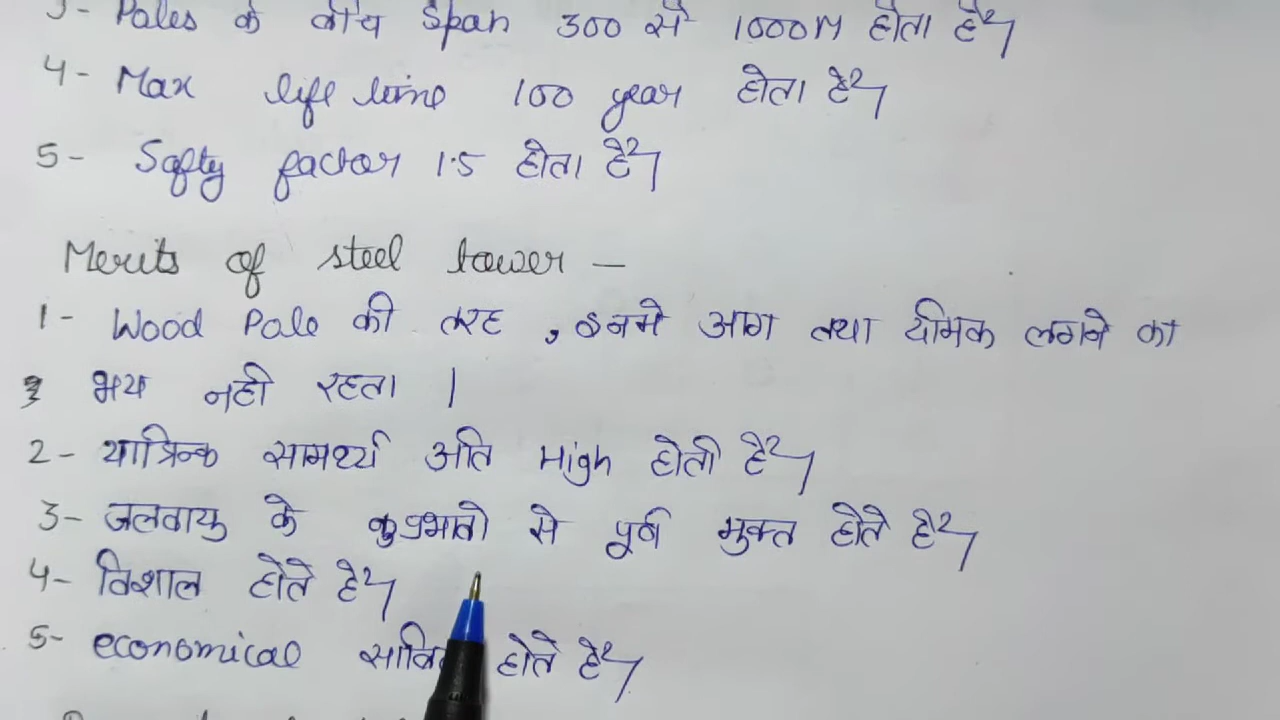 3- Poles के बीच Span 300 से 1000M होता है
4- Max life time 100 year होता है
5- Safty factor 1.5 होता है
Merits of steel tower -
1- Wood Pole की तरह , इनमे आग तथा दीमक लगने का
भय नही रहता |
2- यात्रिन्क सामर्थ्य अति High होती है
3- जलवायु के कुप्रभावो से पूर्ण मुक्त होते है
4- विशाल होते है
5- economical होते है